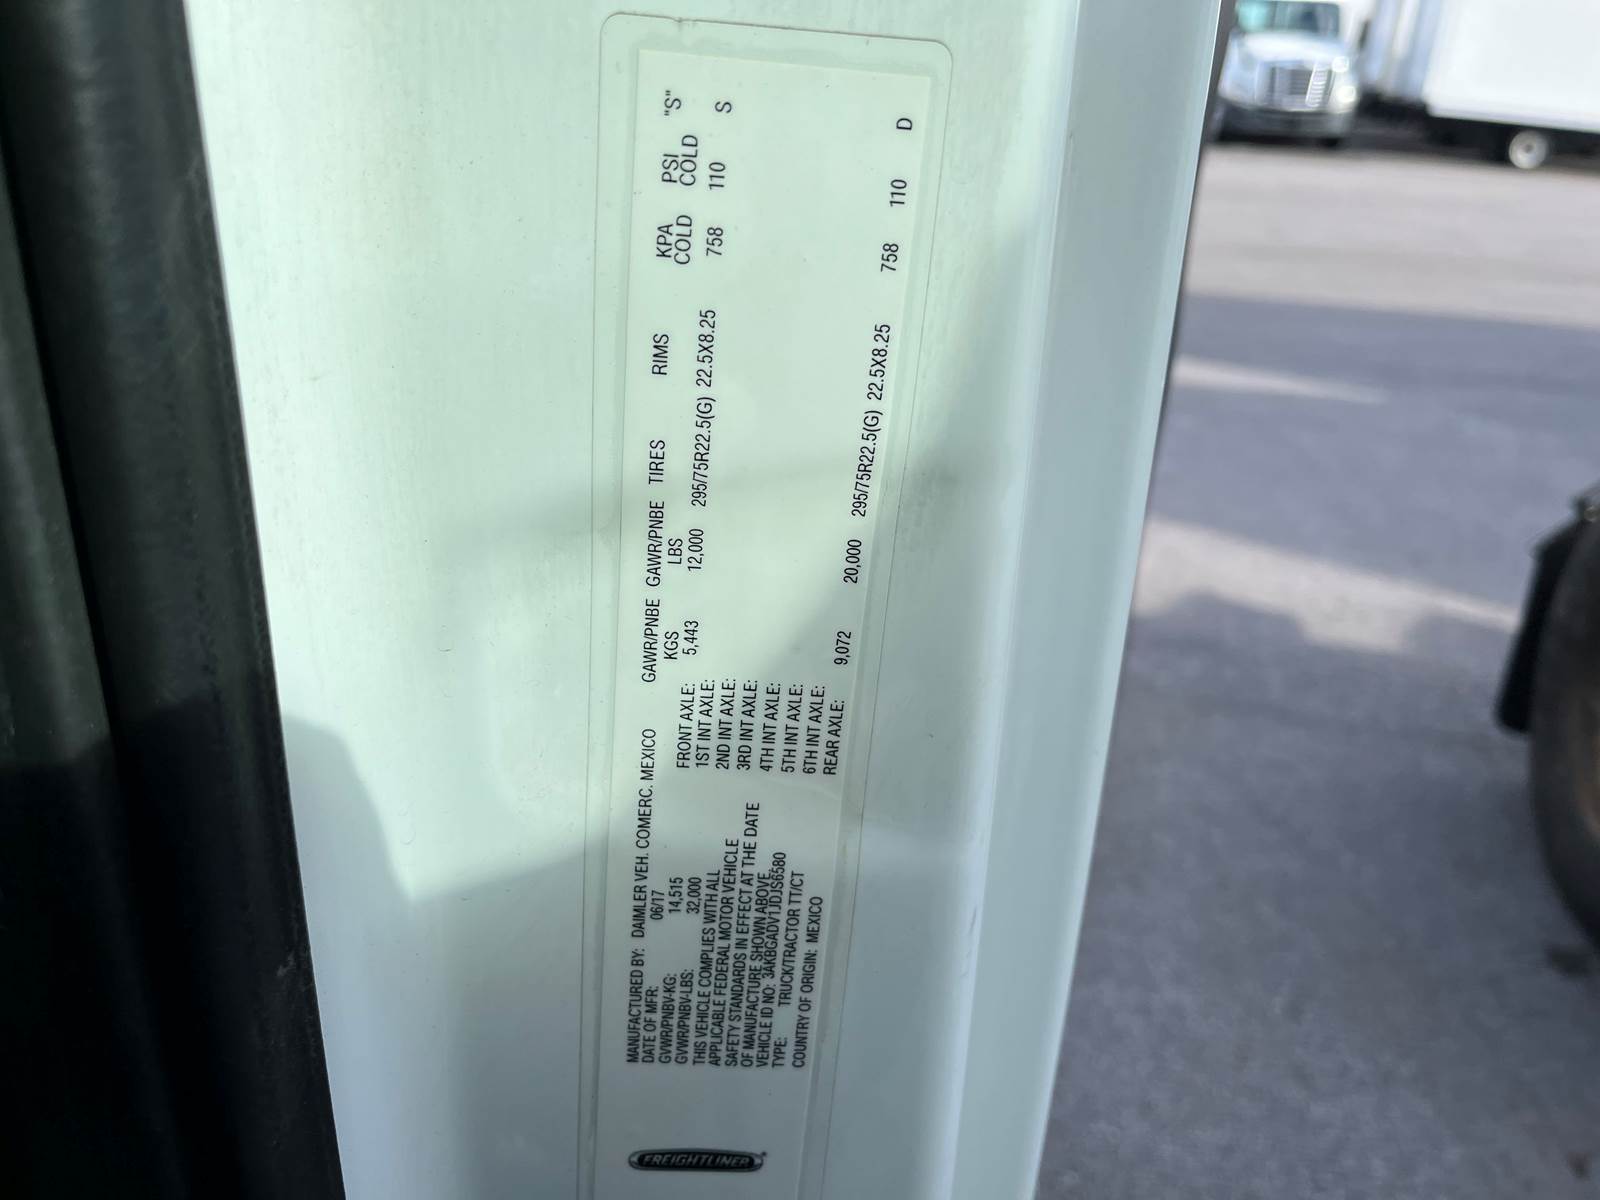 FREIGHTLINER
MANUFACTURED BY: DAIMLER VEH. COMERC. MEXICO
DATE OF MFR: 06/17
GVWR/PNBV-KG: 14,515
GVWR/PNBV-LBS: 32,000
THIS VEHICLE COMPLIES WITH ALL
APPLICABLE FEDERAL MOTOR VEHICLE
SAFETY STANDARDS IN EFFECT AT THE DATE
OF MANUFACTURE SHOWN ABOVE.
VEHICLE ID NO: 3AKBGADV1JDJS6580
TYPE: TRUCK/TRACTOR TT/CT
COUNTRY OF ORIGIN: MEXICO
GAWR/PNBE GAWR/PNBE TIRES RIMS KPA PSI "S"
KGS LBS COLD COLD
FRONT AXLE: 5,443 12,000 295/75R22.5(G) 22.5X8.25 758 110 S
1ST INT AXLE:
2ND INT AXLE:
3RD INT AXLE:
4TH INT AXLE:
5TH INT AXLE:
6TH INT AXLE:
REAR AXLE: 9,072 20,000 295/75R22.5(G) 22.5X8.25 758 110 D